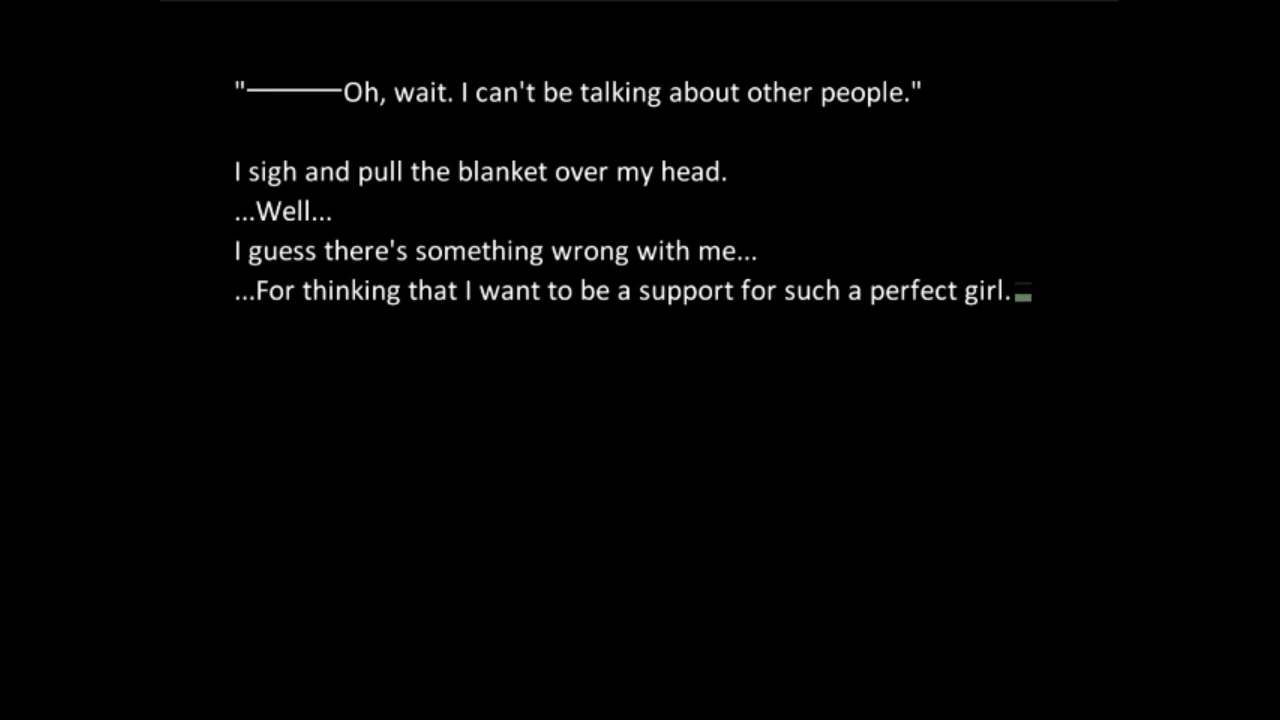 "———Oh, wait. I can't be talking about other people."
I sigh and pull the blanket over my head.
...Well...
I guess there's something wrong with me...
...For thinking that I want to be a support for such a perfect girl.